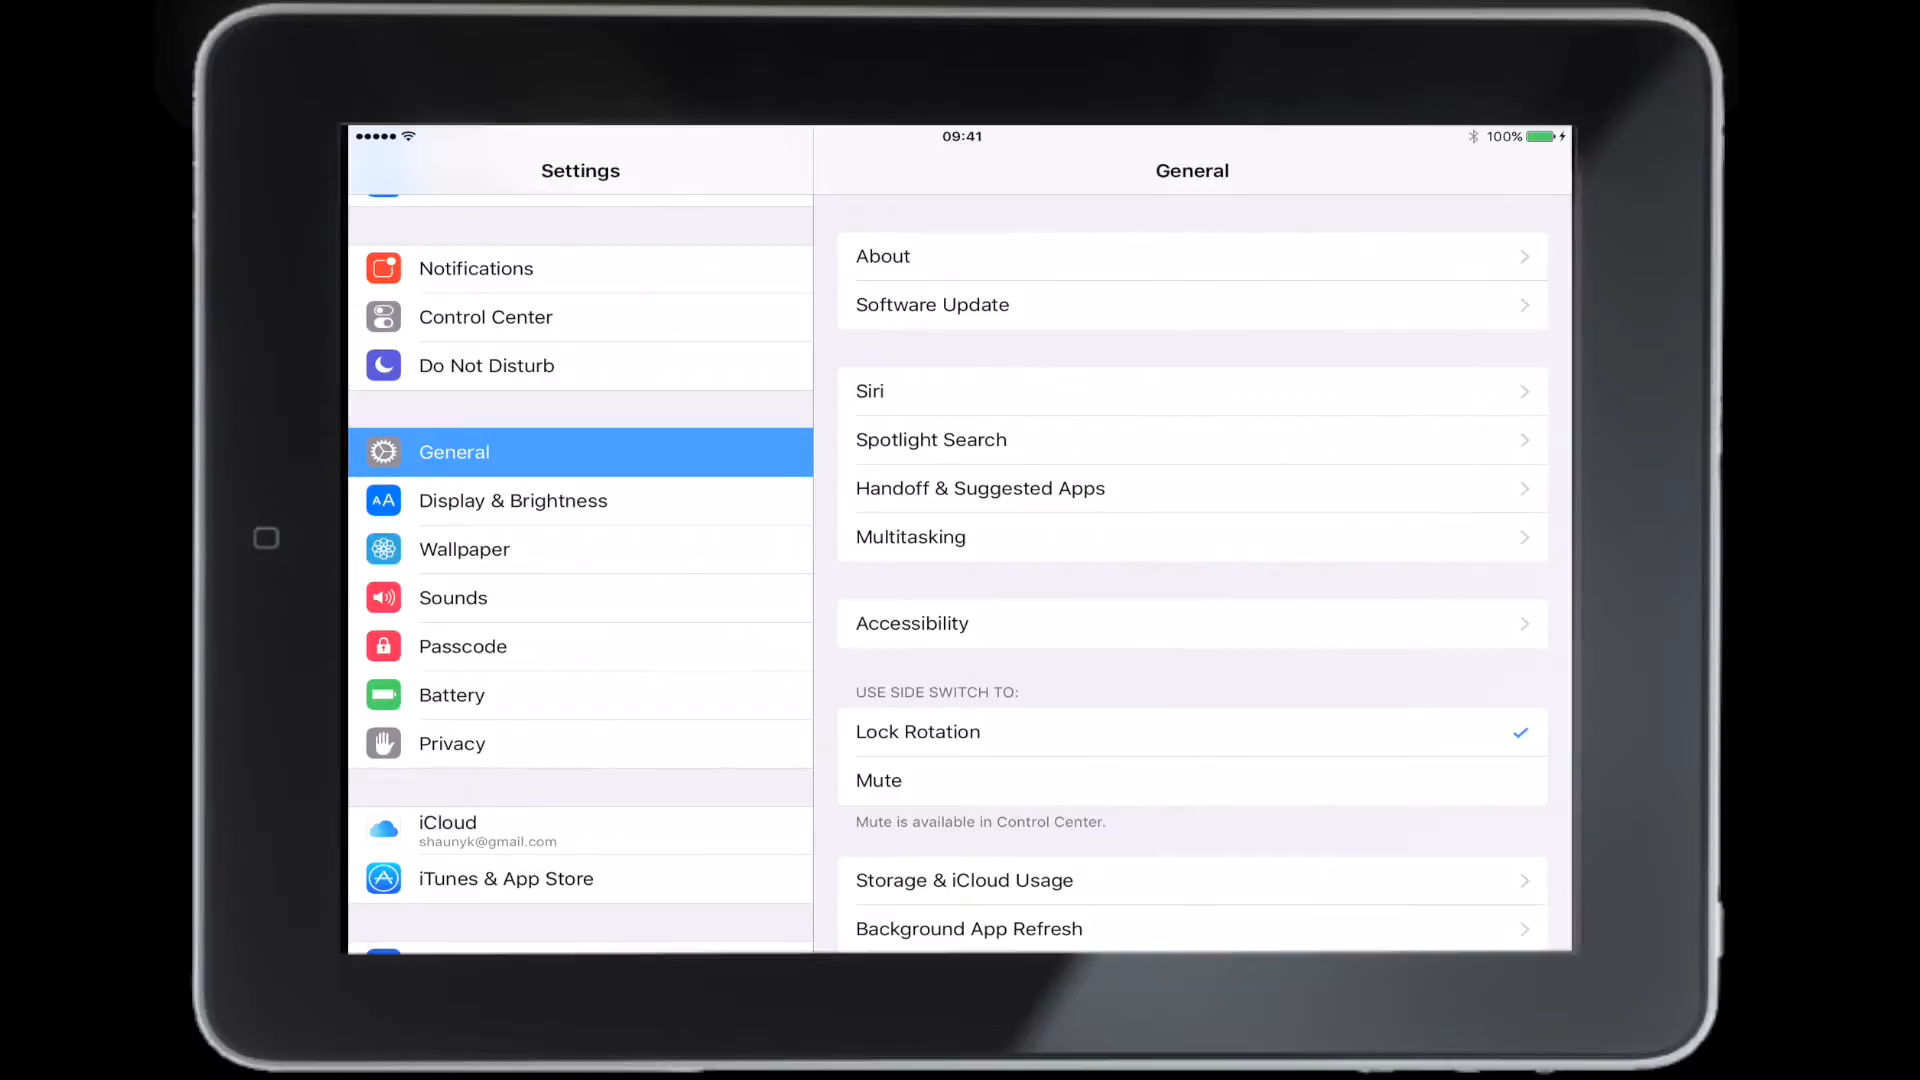 09:41
100%
Settings
General
Notifications
Control Center
Do Not Disturb
General
AA Display & Brightness
Wallpaper
Sounds
Passcode
Battery
Privacy
iCloud
shaunyk@gmail.com
iTunes & App Store
About
Software Update
Siri
Spotlight Search
Handoff & Suggested Apps
Multitasking
Accessibility
USE SIDE SWITCH TO:
Lock Rotation
Mute
Mute is available in Control Center.
Storage & iCloud Usage
Background App Refresh